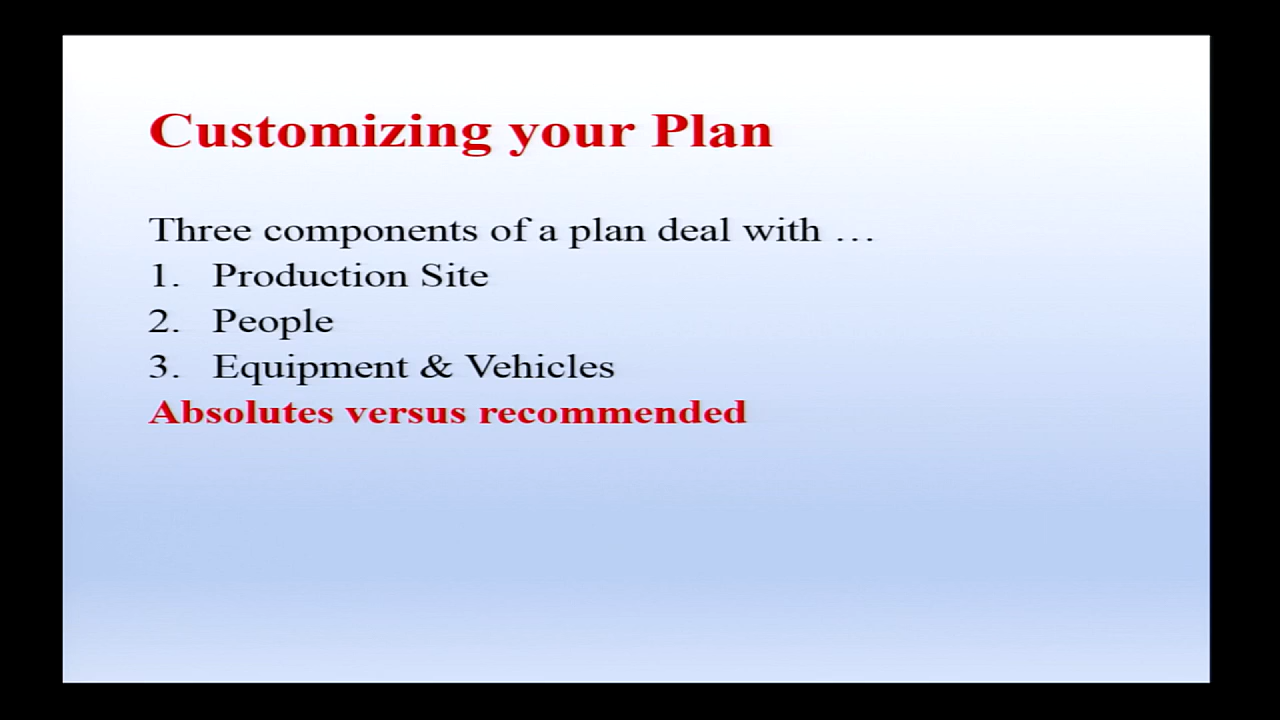 Customizing your Plan
Three components of a plan deal with …
1. Production Site
2. People
3. Equipment & Vehicles
Absolutes versus recommended